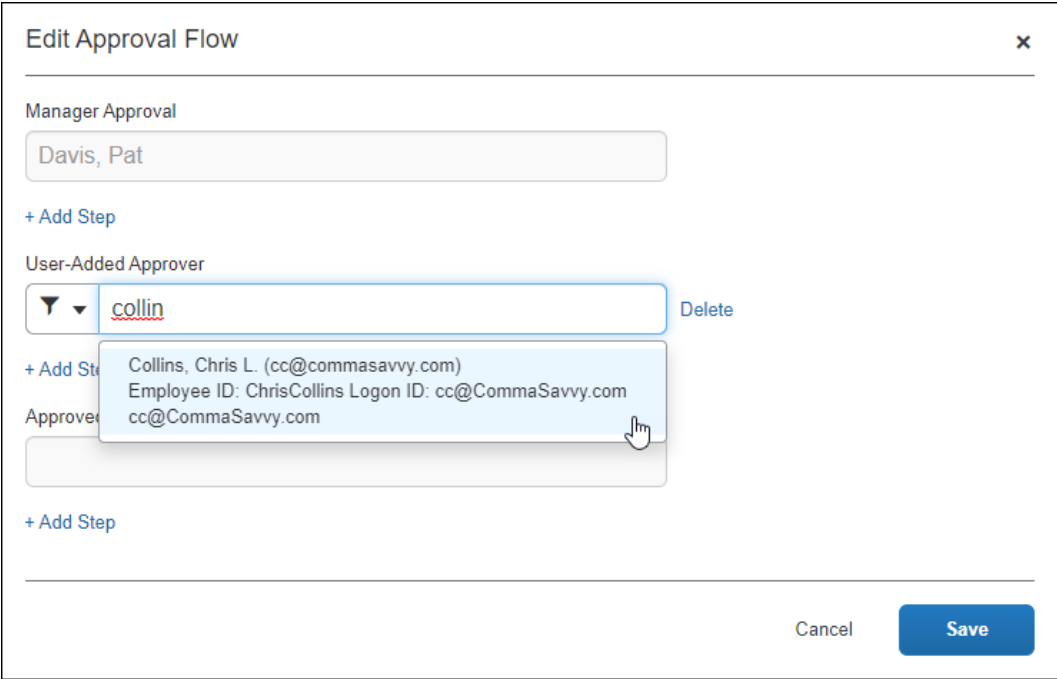 Edit Approval Flow
×
Manager Approval
Davis, Pat
+ Add Step
User-Added Approver
collin
Delete
Collins, Chris L. (cc@commasavvy.com)
+ Add Ste
Employee ID: ChrisCollins Logon ID: cc@CommaSavvy.com
Approved
cc@CommaSavvy.com
+ Add Step
Cancel
Save